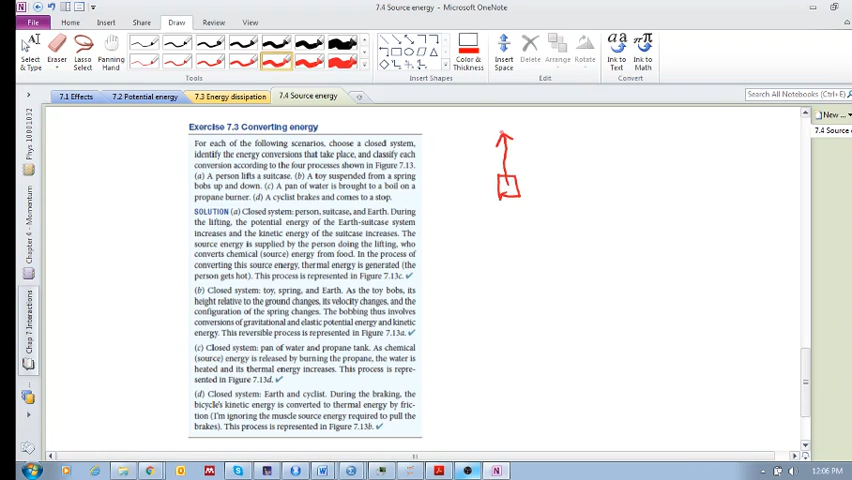 7.4 Source energy - Microsoft OneNote
File Home Insert Share Draw Review View
Select & Type
Eraser
Lasso Select
Panning Hand
Color & Thickness
Insert Space
Delete
Arrange
Rotate
Ink to Text
Ink to Math
Tools Insert Shapes Edit Convert
7.1 Effects 7.2 Potential energy 7.3 Energy dissipation 7.4 Source energy
Search All Notebooks (Ctrl+E)
New
7.4 Source
Phys 10031032
Chapter 4 - Momentum
Chap 7 Interactions
Exercise 7.3 Converting energy
For each of the following scenarios, choose a closed system,
identify the energy conversions that take place, and classify each
conversion according to the four processes shown in Figure 7.13.
(a) A person lifts a suitcase. (b) A toy suspended from a spring
bobs up and down. (c) A pan of water is brought to a boil on a
propane burner. (d) A cyclist brakes and comes to a stop.
SOLUTION (a) Closed system: person, suitcase, and Earth. During
the lifting, the potential energy of the Earth-suitcase system
increases and the kinetic energy of the suitcase increases. The
source energy is supplied by the person doing the lifting, who
converts chemical (source) energy from food. In the process of
converting this source energy, thermal energy is generated (the
person gets hot). This process is represented in Figure 7.13c. ✔
(b) Closed system: toy, spring, and Earth. As the toy bobs, its
height relative to the ground changes, its velocity changes, and the
configuration of the spring changes. The bobbing thus involves
conversions of gravitational and elastic potential energy and kinetic
energy. This reversible process is represented in Figure 7.13a. ✔
(c) Closed system: pan of water and propane tank. As chemical
(source) energy is released by burning the propane, the water is
heated and its thermal energy increases. This process is repre-
sented in Figure 7.13d. ✔
(d) Closed system: Earth and cyclist. During the braking, the
bicycle's kinetic energy is converted to thermal energy by fric-
tion (I'm ignoring the muscle source energy required to pull the
brakes). This process is represented in Figure 7.13b. ✔
12:06 PM